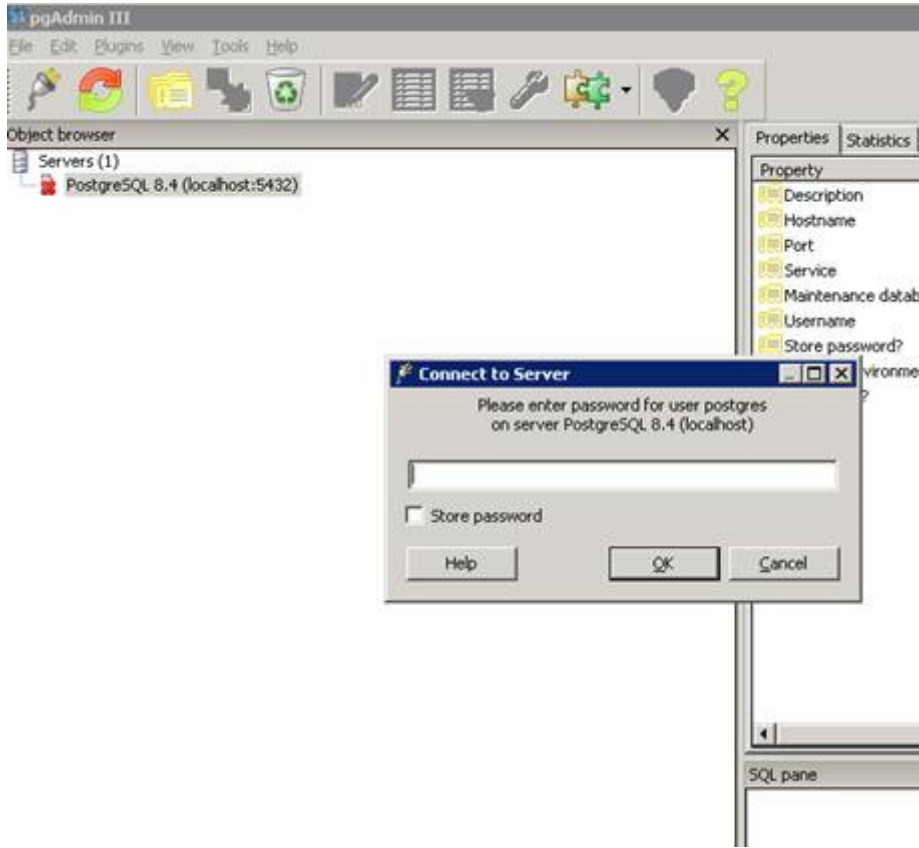 pgAdmin III
File Edit Plugins View Tools Help
Object browser
Servers (1)
PostgreSQL 8.4 (localhost:5432)
Properties Statistics
Property
Description
Hostname
Port
Service
Maintenance datab
Username
Store password?
vironme
?
Connect to Server
Please enter password for user postgres
on server PostgreSQL 8.4 (localhost)
Store password
Help OK Cancel
SQL pane